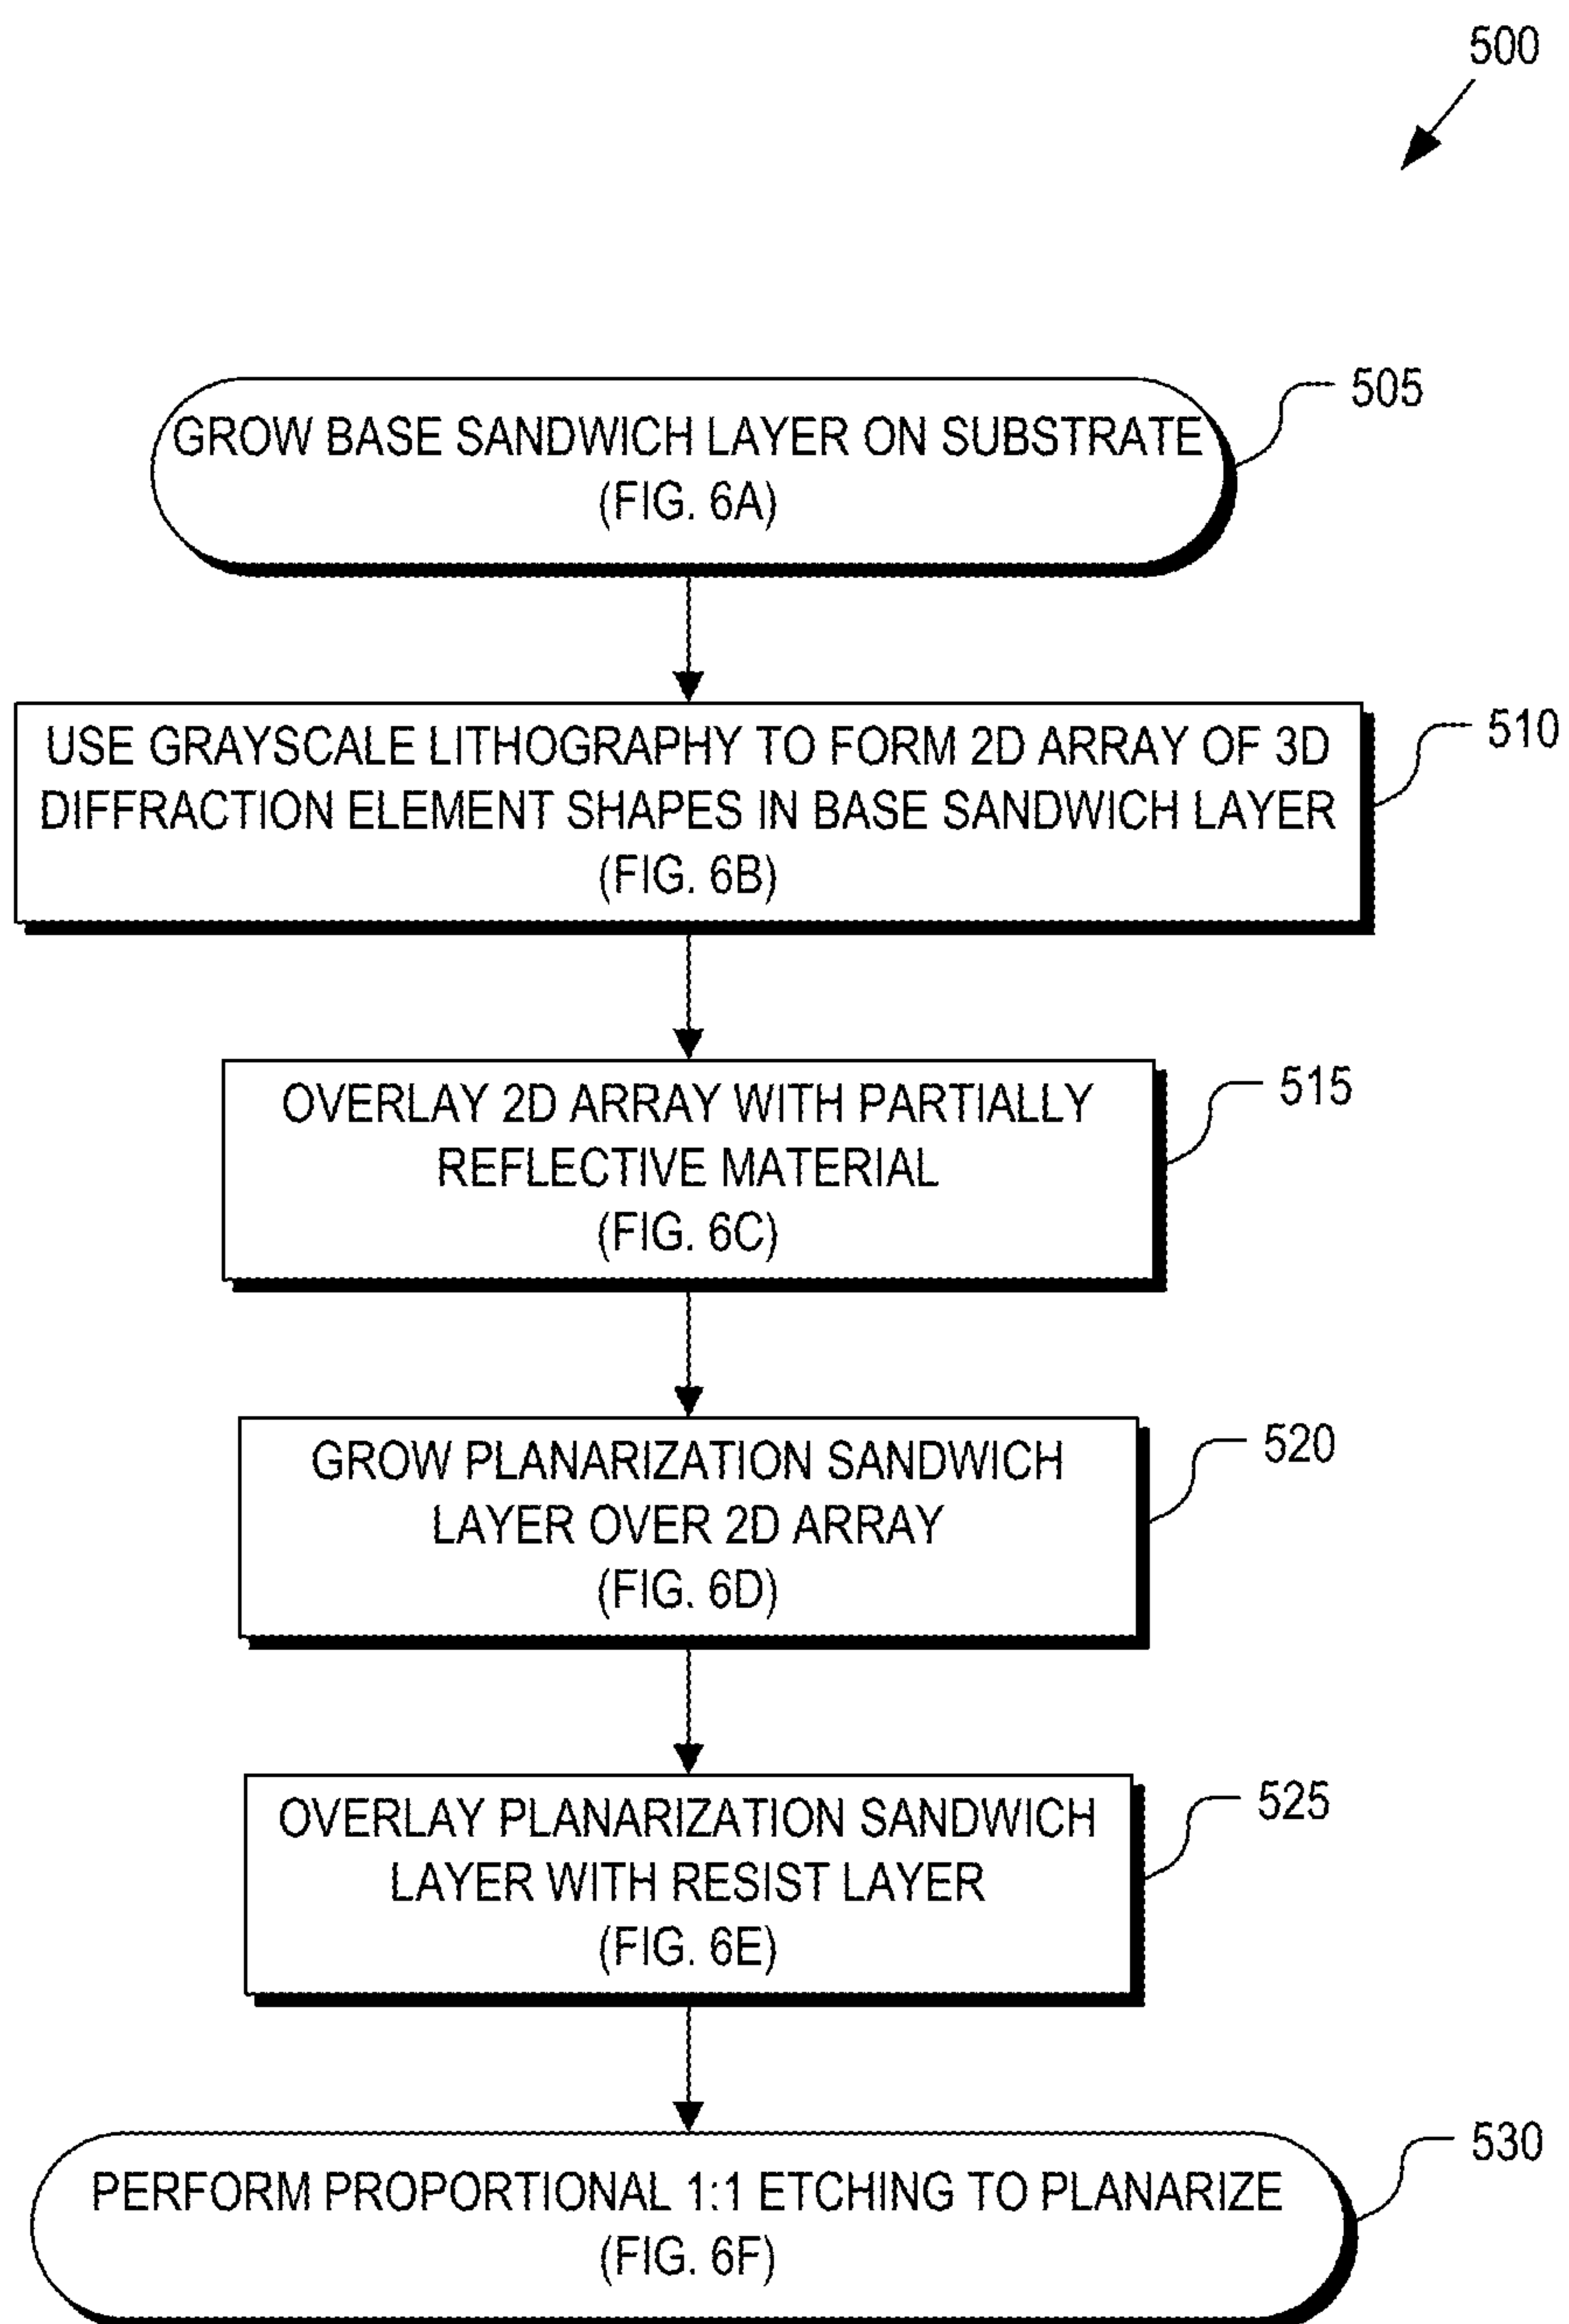 500
GROW BASE SANDWICH LAYER ON SUBSTRATE
(FIG. 6A)
505
USE GRAYSCALE LITHOGRAPHY TO FORM 2D ARRAY OF 3D
DIFFRACTION ELEMENT SHAPES IN BASE SANDWICH LAYER
(FIG. 6B)
510
OVERLAY 2D ARRAY WITH PARTIALLY
REFLECTIVE MATERIAL
(FIG. 6C)
515
GROW PLANARIZATION SANDWICH
LAYER OVER 2D ARRAY
(FIG. 6D)
520
OVERLAY PLANARIZATION SANDWICH
LAYER WITH RESIST LAYER
(FIG. 6E)
525
PERFORM PROPORTIONAL 1:1 ETCHING TO PLANARIZE
(FIG. 6F)
530